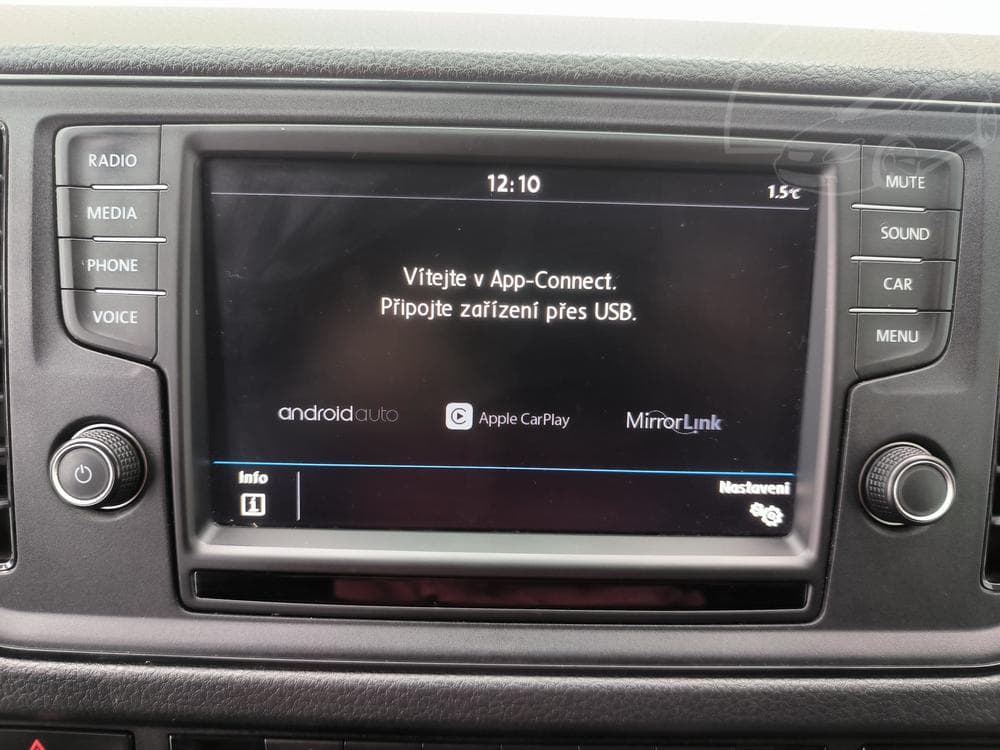 RADIO
MEDIA
PHONE
VOICE
12:10
1.5°C
Vítejte v App-Connect.
Připojte zařízení přes USB.
androidauto
Apple CarPlay
MirrorLink
Info
Nastavení
MUTE
SOUND
CAR
MENU